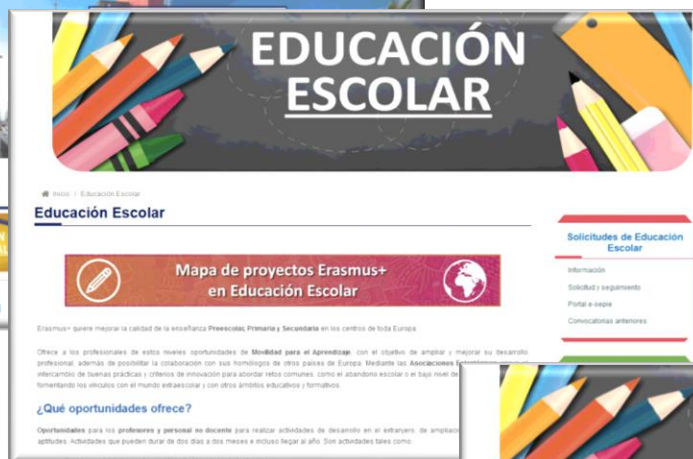 EDUCACIÓN
ESCOLAR
Inicio / Educación Escolar
Educación Escolar
Mapa de proyectos Erasmus+
en Educación Escolar
Solicitudes de Educación
Escolar
Información
Solicitud y seguimiento
Portal e-sepie
Convocatorias anteriores
Erasmus+ quiere mejorar la calidad de la enseñanza Preescolar, Primaria y Secundaria en los centros de toda Europa.
Ofrece a los profesionales de estos niveles oportunidades de Movilidad para el Aprendizaje, con el objetivo de ampliar y mejorar su desarrollo
profesional, además de posibilitar la colaboración con sus homólogos de otros países de Europa. Mediante las Asociaciones
intercambio de buenas prácticas y criterios de innovación para abordar retos comunes, como el abandono escolar o el bajo nivel de
fomentando los vínculos con el mundo extraescolar y con otros ámbitos educativos y formativos.
¿Qué oportunidades ofrece?
Oportunidades para los profesores y personal no docente para realizar actividades de desarrollo en el extranjero, de
aptitudes. Actividades que pueden durar de dos días a dos meses e incluso llegar al año. Son actividades tales como: